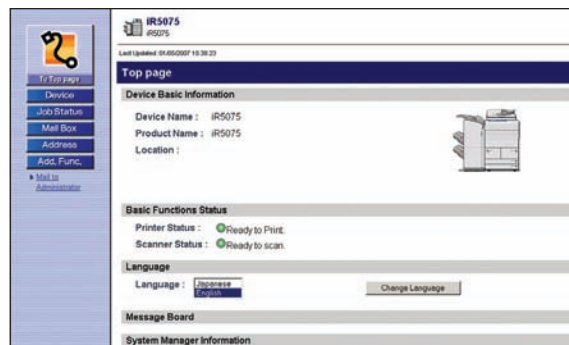 iR5075
iR5075
Last Updated: 01/05/2007 15:38:23
To Top page
Top page
Device
Job Status
Mail Box
Address
Add. Func.
Mail to
Administrator
Device Basic Information
Device Name : iR5075
Product Name : iR5075
Location :
Basic Functions Status
Printer Status : Ready to Print.
Scanner Status : Ready to scan.
Language
Language : Japanese
English
Change Language
Message Board
System Manager Information